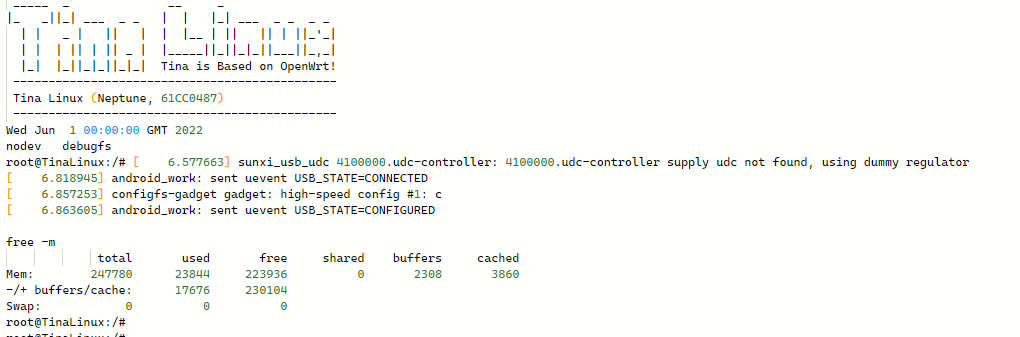 Tina Linux
Tina is Based on OpenWrt!
----------------------------------------------
Tina Linux (Neptune, 61CC0487)
----------------------------------------------
Wed Jun  1 00:00:00 GMT 2022
nodev   debugfs
root@TinaLinux:/# [    6.577663] sunxi_usb_udc 4100000.udc-controller: 4100000.udc-controller supply udc not found, using dummy regulator
[    6.818945] android_work: sent uevent USB_STATE=CONNECTED
[    6.857253] configfs-gadget gadget: high-speed config #1: c
[    6.863605] android_work: sent uevent USB_STATE=CONFIGURED
free -m
total       used       free     shared    buffers     cached
Mem:        247780      23844     223936          0       2308       3860
-/+ buffers/cache:      17676     230104
Swap:            0          0          0
root@TinaLinux:/#
root@TinaLinux:/#